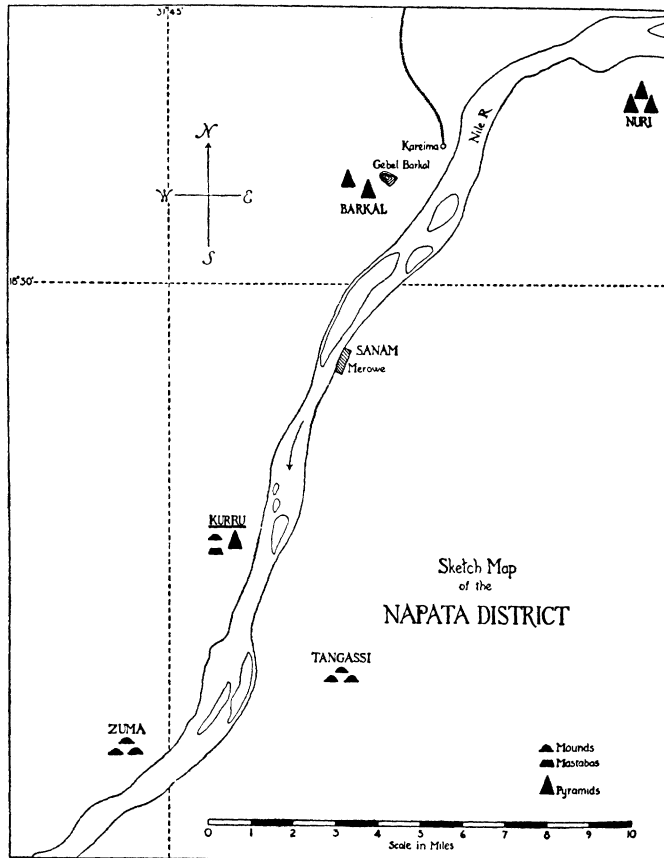 31°45'
NURI
Nile R
Kareima
Gebel Barkal
BARKAL
N
W E
S
18°30'
SANAM
Merowe
KURRU
Sketch Map
of the
NAPATA DISTRICT
TANGASSI
ZUMA
Mounds
Mastabas
Pyramids
0 1 2 3 4 5 6 7 8 9 10
Scale in Miles